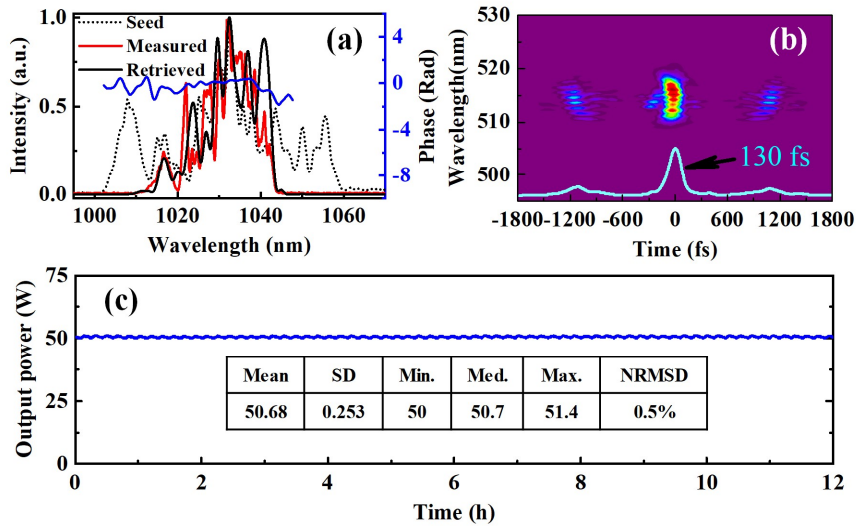 Seed
Measured
Retrieved
(a)
1.0
0.5
0.0
Intensity (a.u.)
1000 1020 1040 1060
Wavelength (nm)
4
0
-4
-8
Phase (Rad)
(b)
530
520
510
500
Wavelength(nm)
130 fs
-1800 -1200 -600 0 600 1200 1800
Time (fs)
(c)
75
50
25
0
Output power (W)
Mean SD Min. Med. Max. NRMSD
50.68 0.253 50 50.7 51.4 0.5%
0 2 4 6 8 10 12
Time (h)